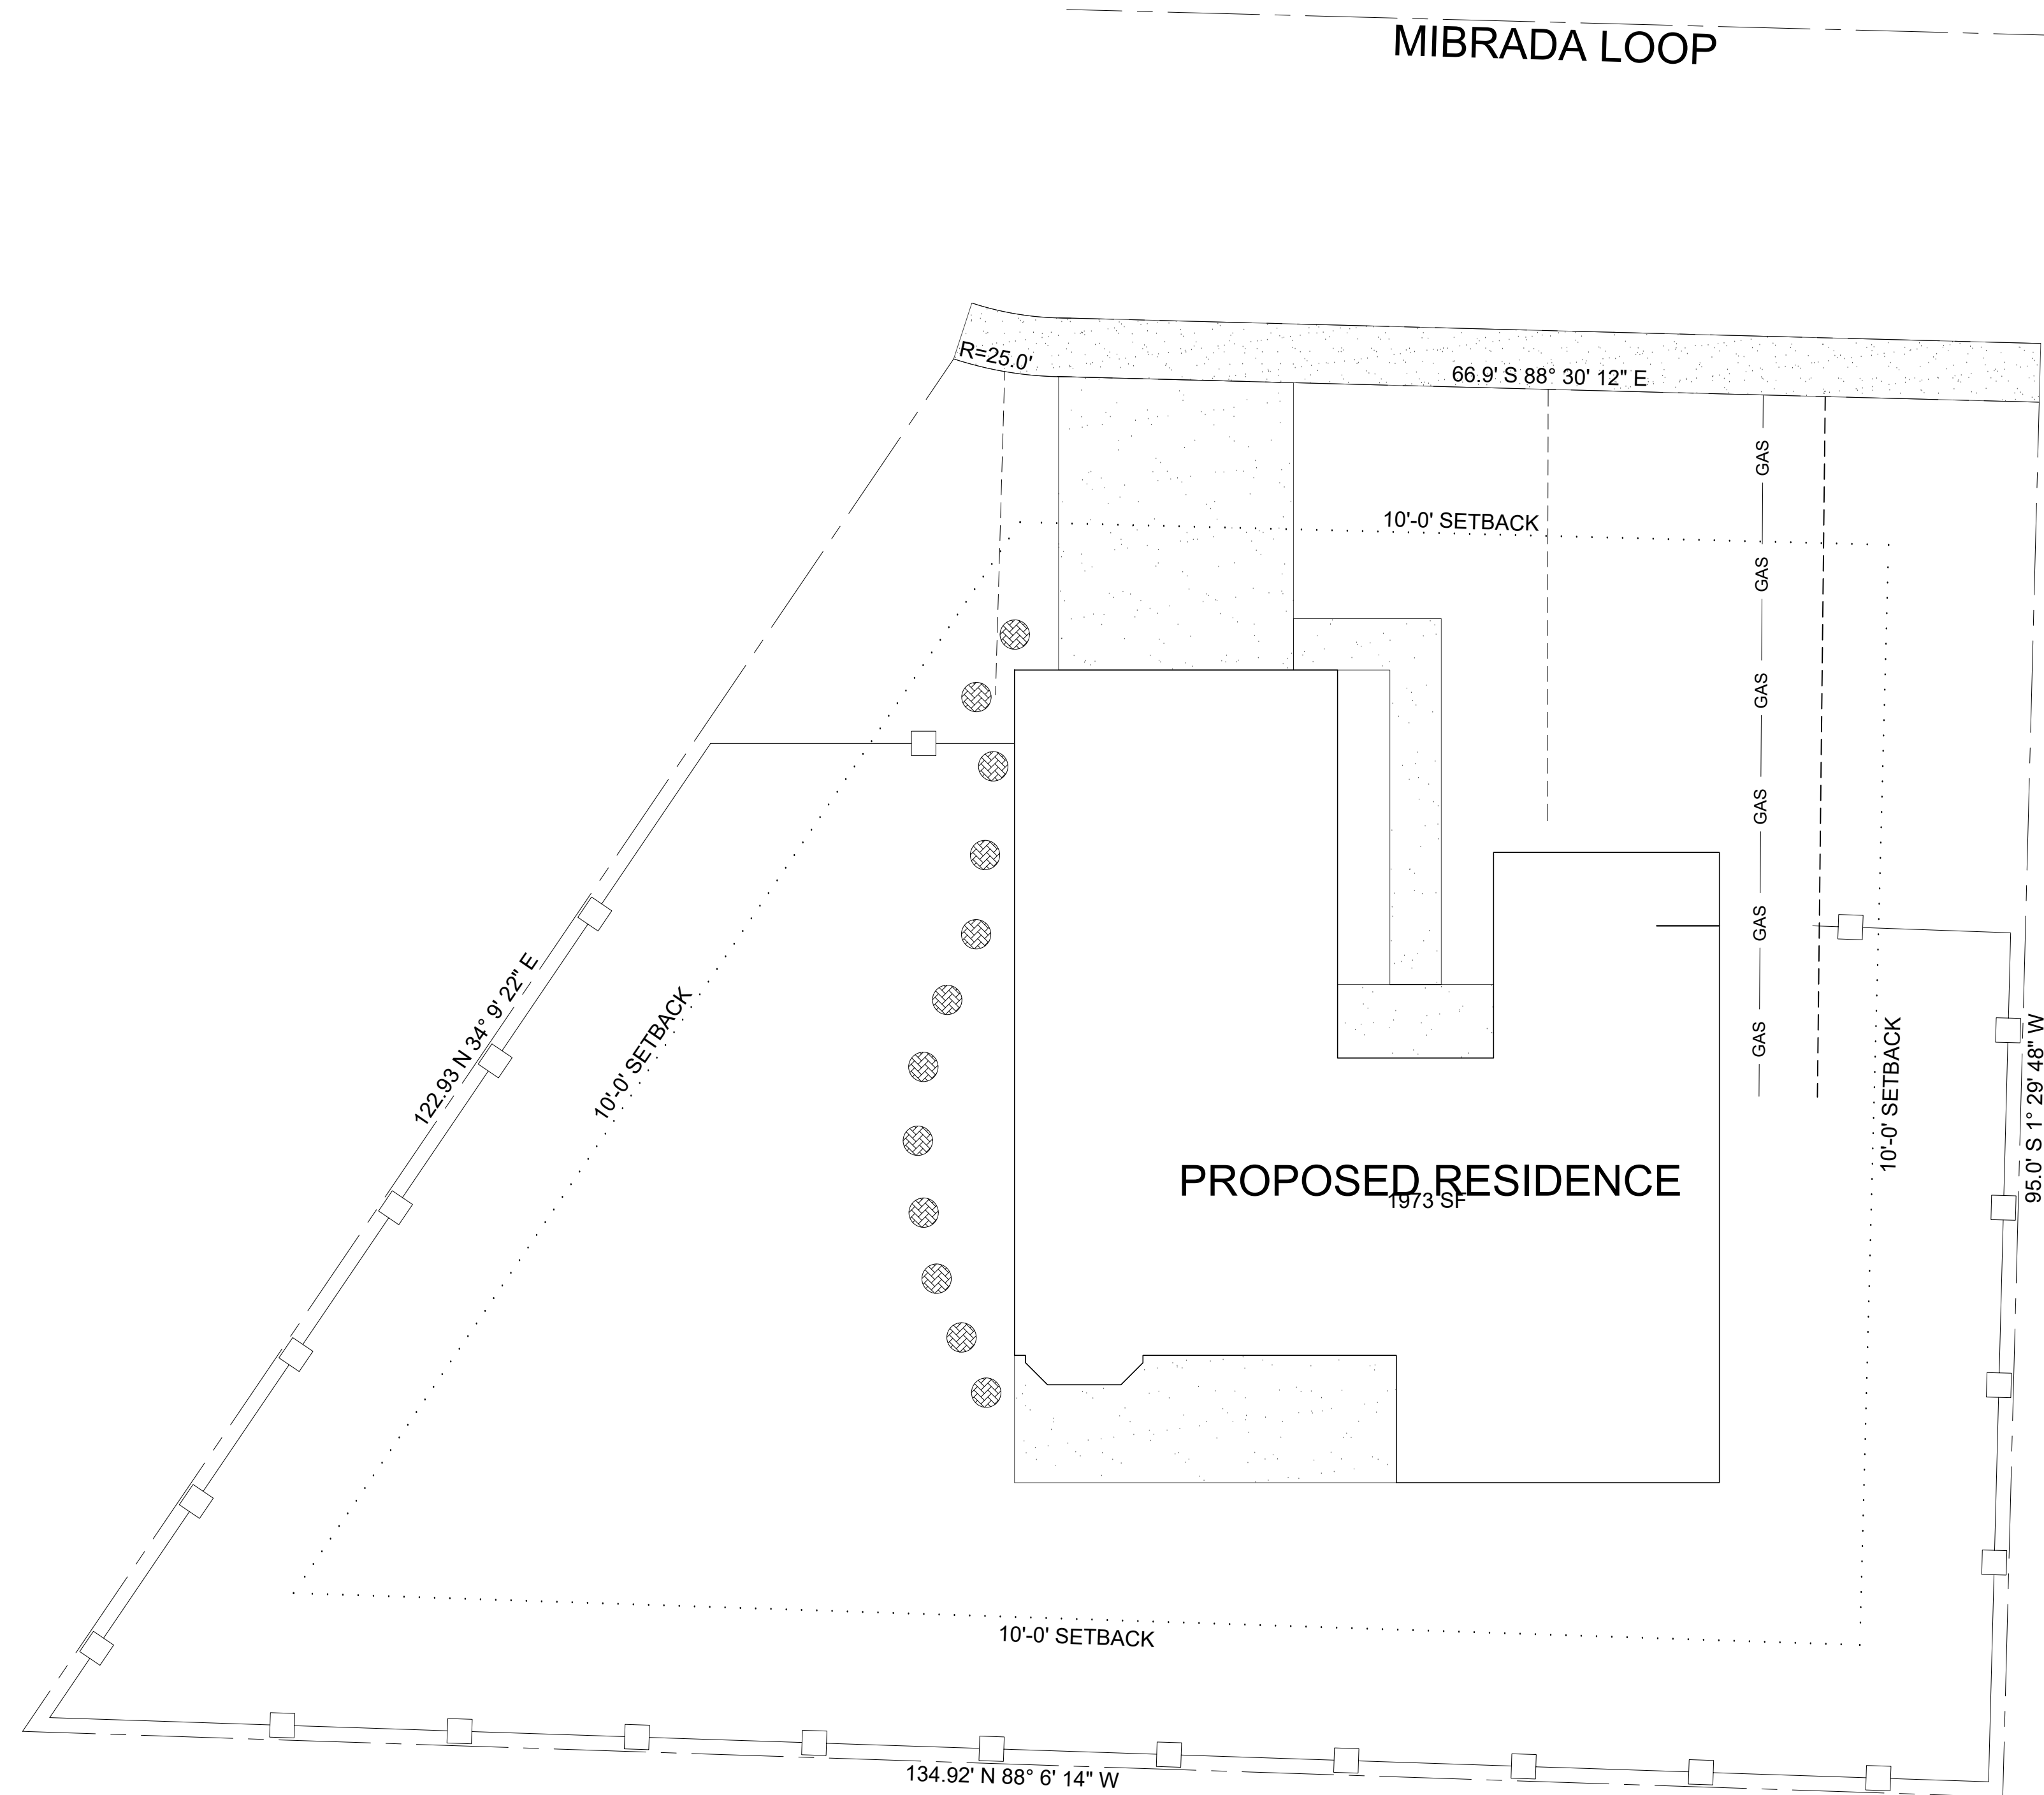 MIBRADA LOOP
R=25.0'
66.9' S 88° 30' 12" E
GAS
10'-0' SETBACK
GAS
GAS
GAS
GAS
GAS
122.93 N 34° 9' 22" E
10'-0' SETBACK
10'-0' SETBACK
95.0' S 1° 29' 48" W
PROPOSED RESIDENCE
1973 SF
10'-0' SETBACK
134.92' N 88° 6' 14" W